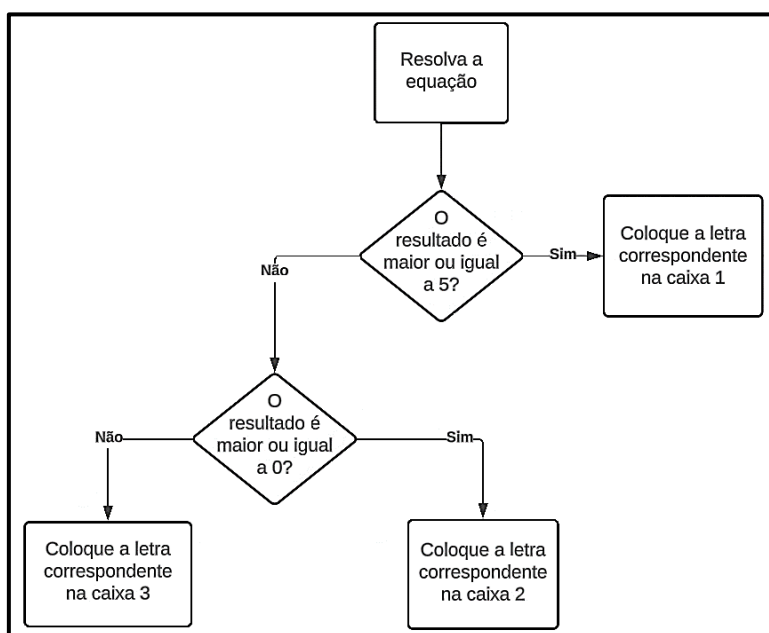 Resolva a
equação
O
resultado é
maior ou igual
a 5?
Sim
Coloque a letra
correspondente
na caixa 1
Não
O
resultado é
maior ou igual
a 0?
Não
Sim
Coloque a letra
correspondente
na caixa 3
Coloque a letra
correspondente
na caixa 2